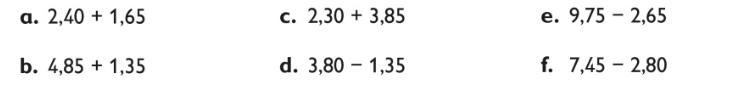 a. 2,40 + 1,65 c. 2,30 + 3,85 e. 9,75 − 2,65
b. 4,85 + 1,35 d. 3,80 − 1,35 f. 7,45 − 2,80